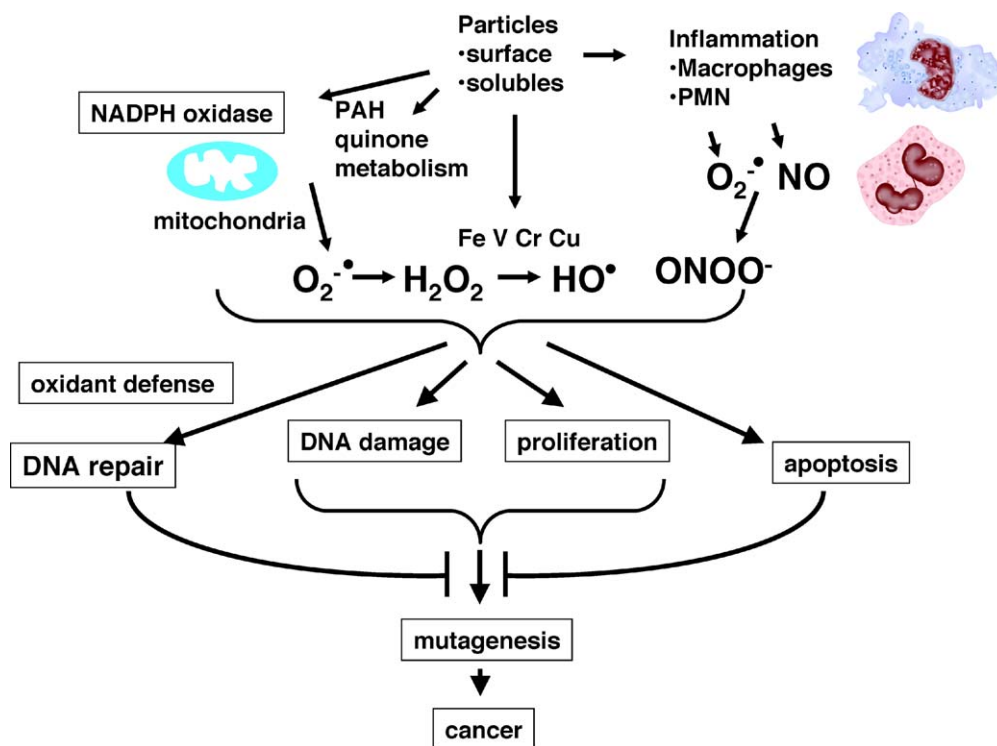 Particles
•surface
•solubles
Inflammation
•Macrophages
•PMN
NADPH oxidase
PAH
quinone
metabolism
mitochondria
O₂⁻• NO
Fe V Cr Cu
O₂⁻• H₂O₂ HO• ONOO⁻
oxidant defense
DNA repair
DNA damage
proliferation
apoptosis
mutagenesis
cancer